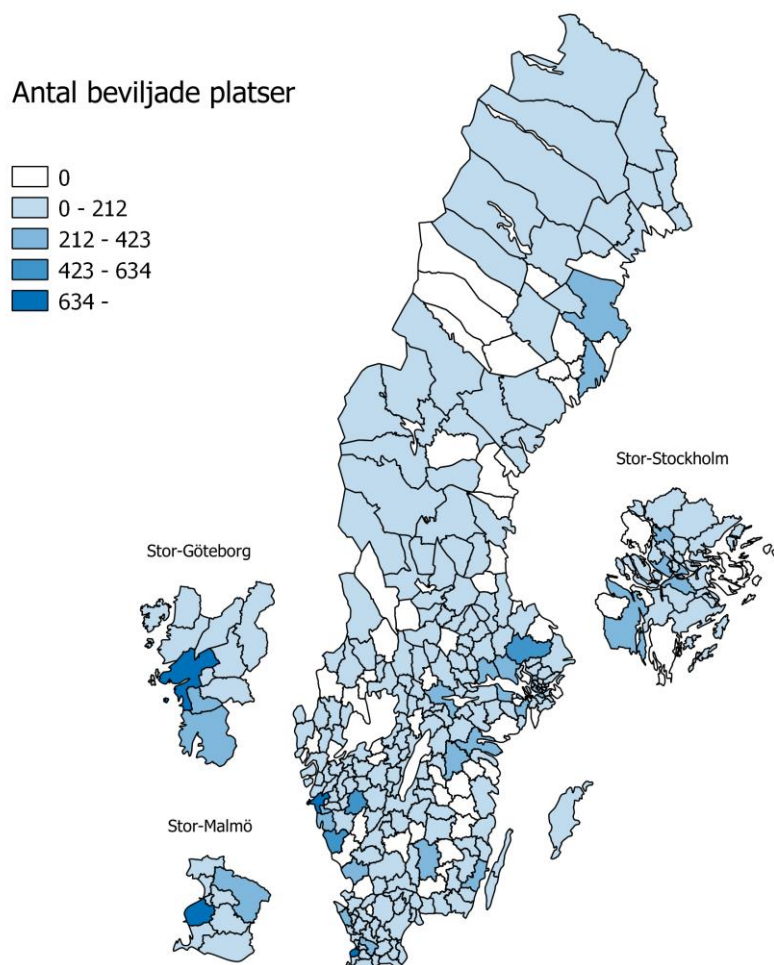 Antal beviljade platser
0
0 - 212
212 - 423
423 - 634
634 -
Stor-Stockholm
Stor-Göteborg
Stor-Malmö